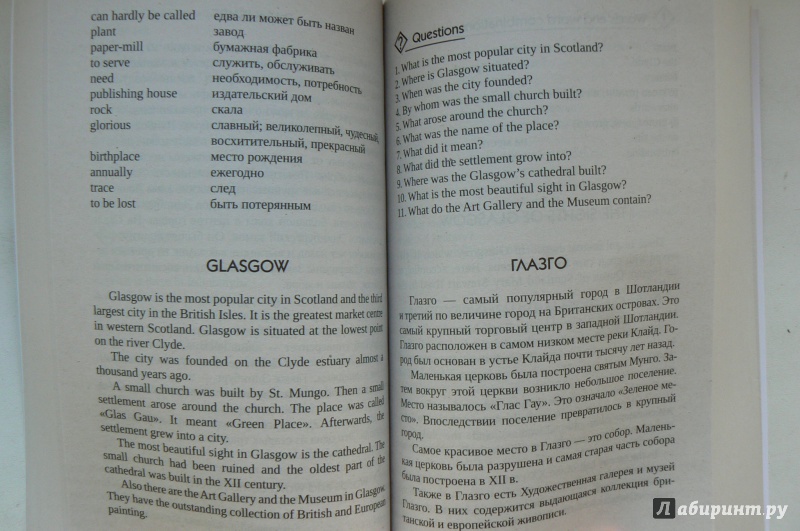 can hardly be called едва ли может быть назван
plant завод
paper-mill бумажная фабрика
to serve служить, обслуживать
need необходимость, потребность
publishing house издательский дом
rock скала
glorious славный; великолепный, чудесный,
восхитительный, прекрасный
birthplace место рождения
annually ежегодно
trace след
to be lost быть потерянным
GLASGOW
Glasgow is the most popular city in Scotland and the third
largest city in the British Isles. It is the greatest market centre
in western Scotland. Glasgow is situated at the lowest point
on the river Clyde.
The city was founded on the Clyde estuary almost a
thousand years ago.
A small church was built by St. Mungo. Then a small
settlement arose around the church. The place was called
«Glas Gau». It meant «Green Place». Afterwards, the
settlement grew into a city.
The most beautiful sight in Glasgow is the cathedral. The
small church had been ruined and the oldest part of the
cathedral was built in the XII century.
Also there are the Art Gallery and the Museum in Glasgow.
They have the outstanding collection of British and European
painting.
? Questions
1. What is the most popular city in Scotland?
2. Where is Glasgow situated?
3. When was the city founded?
4. By whom was the small church built?
5. What arose around the church?
6. What was the name of the place?
7. What did it mean?
8. What did the settlement grow into?
9. Where was the Glasgow's cathedral built?
10. What is the most beautiful sight in Glasgow?
11. What do the Art Gallery and the Museum contain?
ГЛАЗГО
Глазго — самый популярный город в Шотландии
и третий по величине город на Британских островах. Это
самый крупный торговый центр в западной Шотландии.
Глазго расположен в самом низком месте реки Клайд. Го-
род был основан в устье Клайда почти тысячу лет назад.
Маленькая церковь была построена святым Мунго. За-
тем вокруг этой церкви возникло небольшое поселение.
Место называлось «Глас Гау». Это означало «Зеленое ме-
сто». Впоследствии поселение превратилось в крупный
город.
Самое красивое место в Глазго — это собор. Малень-
кая церковь была разрушена и самая старая часть собора
была построена в XII в.
Также в Глазго есть Художественная галерея и музей
Глазго. В них содержится выдающаяся коллекция бри-
танской и европейской живописи.
Лабиринт.ру